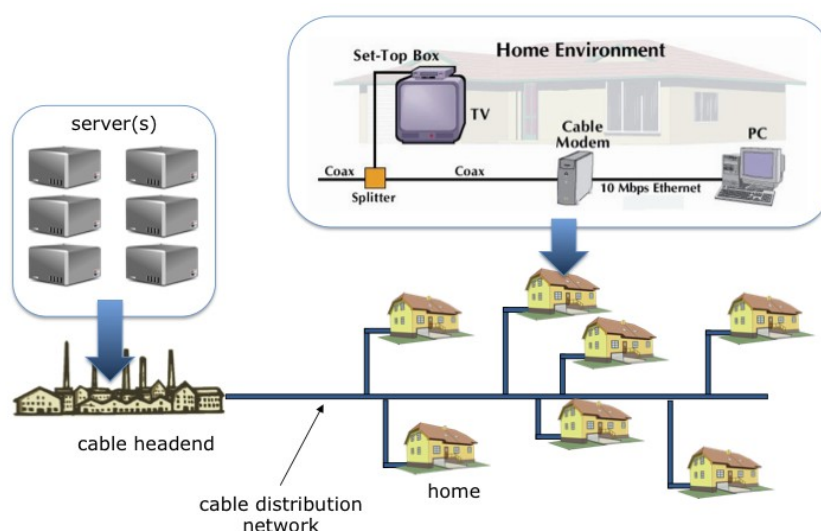 Home Environment
Set-Top Box
TV
Cable
Modem
PC
Coax
Coax
Splitter
10 Mbps Ethernet
server(s)
cable headend
home
cable distribution
network